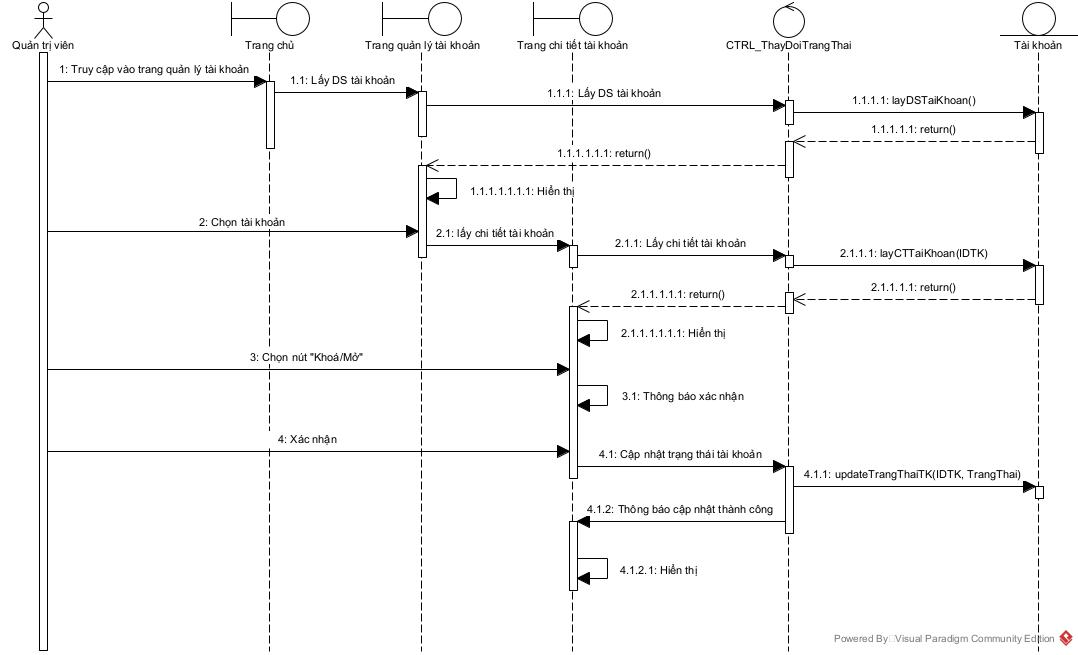 Quản trị viên
Trang chủ
Trang quản lý tài khoản
Trang chi tiết tài khoản
CTRL_ThayDoiTrangThai
Tài khoản
1: Truy cập vào trang quản lý tài khoản
1.1: Lấy DS tài khoản
1.1.1: Lấy DS tài khoản
1.1.1.1: layDSTaiKhoan()
1.1.1.1.1: return()
1.1.1.1.1.1: return()
1.1.1.1.1.1.1: Hiển thị
2: Chọn tài khoản
2.1: lấy chi tiết tài khoản
2.1.1: Lấy chi tiết tài khoản
2.1.1.1: layCTTaiKhoan(IDTK)
2.1.1.1.1: return()
2.1.1.1.1.1: return()
2.1.1.1.1.1.1: Hiển thị
3: Chọn nút "Khoá/Mở"
3.1: Thông báo xác nhận
4: Xác nhận
4.1: Cập nhật trạng thái tài khoản
4.1.1: updateTrangThaiTK(IDTK, TrangThai)
4.1.2: Thông báo cập nhật thành công
4.1.2.1: Hiển thị
Powered By Visual Paradigm Community Edition